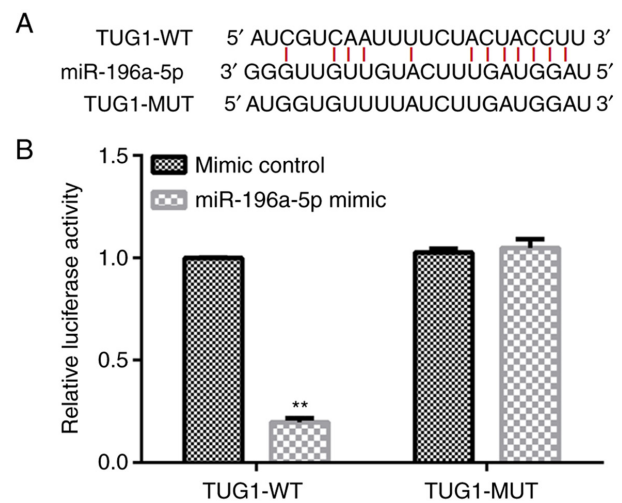 A
TUG1-WT 5′ AUCGUCAAUUUUCUACUACCUU 3′
miR-196a-5p 3′ GGGUUGUUGUACUUUGAUGGAU 5′
TUG1-MUT 5′ AUGGUGUUUUAUCUUGAUGGAU 3′
B
Mimic control
miR-196a-5p mimic
Relative luciferase activity
1.5
1.0
0.5
0.0
**
TUG1-WT TUG1-MUT